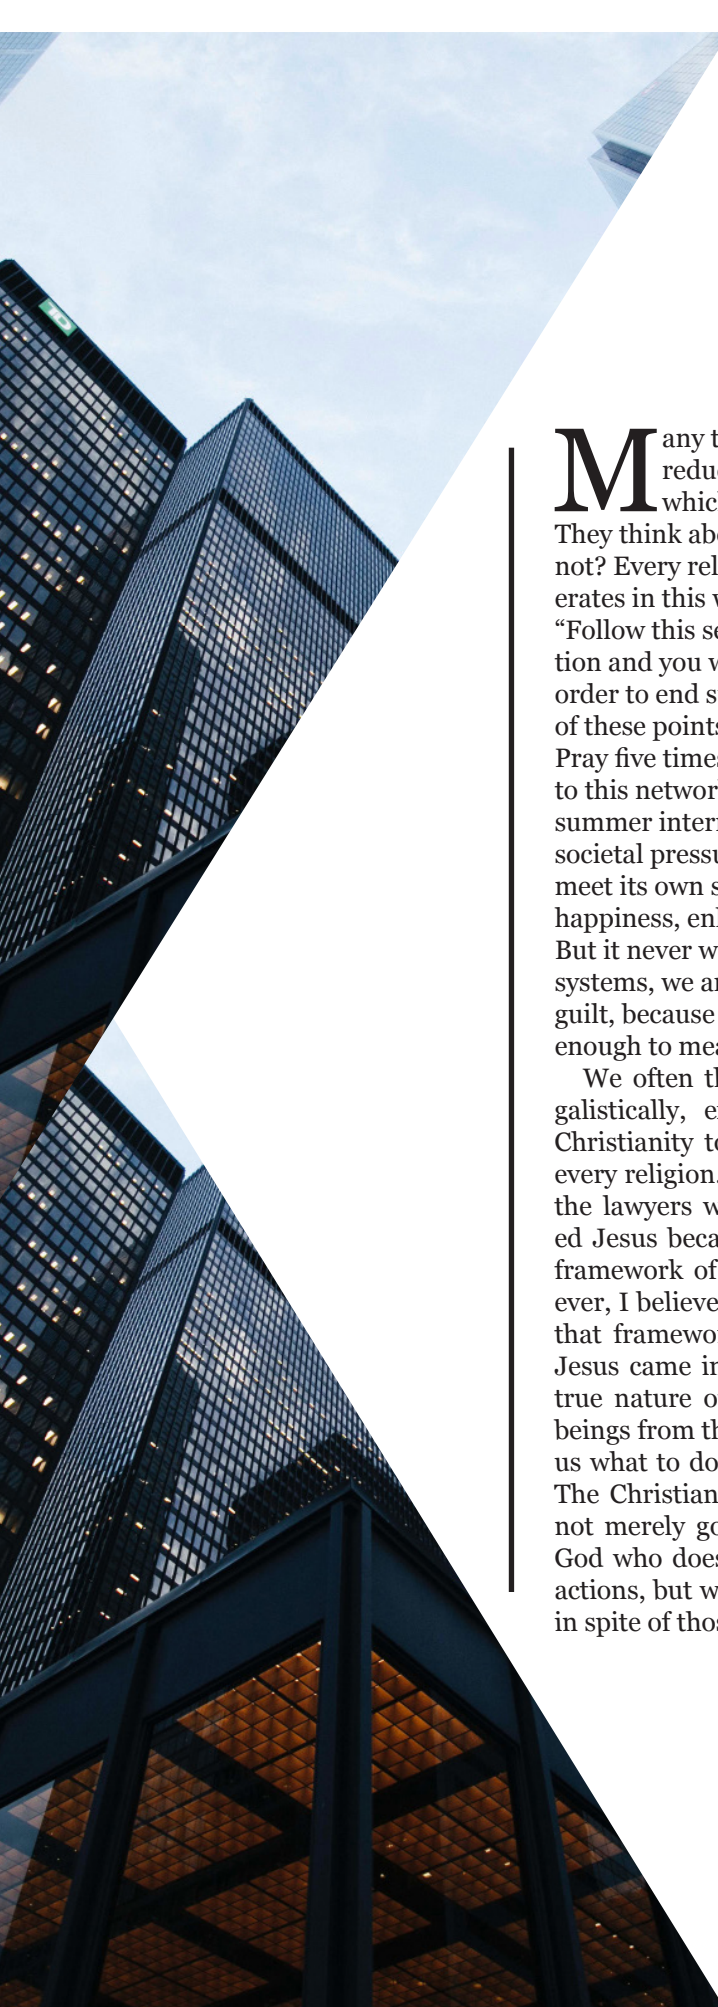 TD
Many t
reduc
which
They think abo
not? Every rel
erates in this w
“Follow this se
tion and you w
order to end s
of these points
Pray five times
to this networ
summer intern
societal pressu
meet its own s
happiness, enl
But it never w
systems, we ar
guilt, because
enough to mea
We often th
galistically, e
Christianity to
every religion.
the lawyers w
ed Jesus beca
framework of
ever, I believe
that framewo
Jesus came in
true nature o
beings from th
us what to do
The Christian
not merely go
God who does
actions, but w
in spite of thos